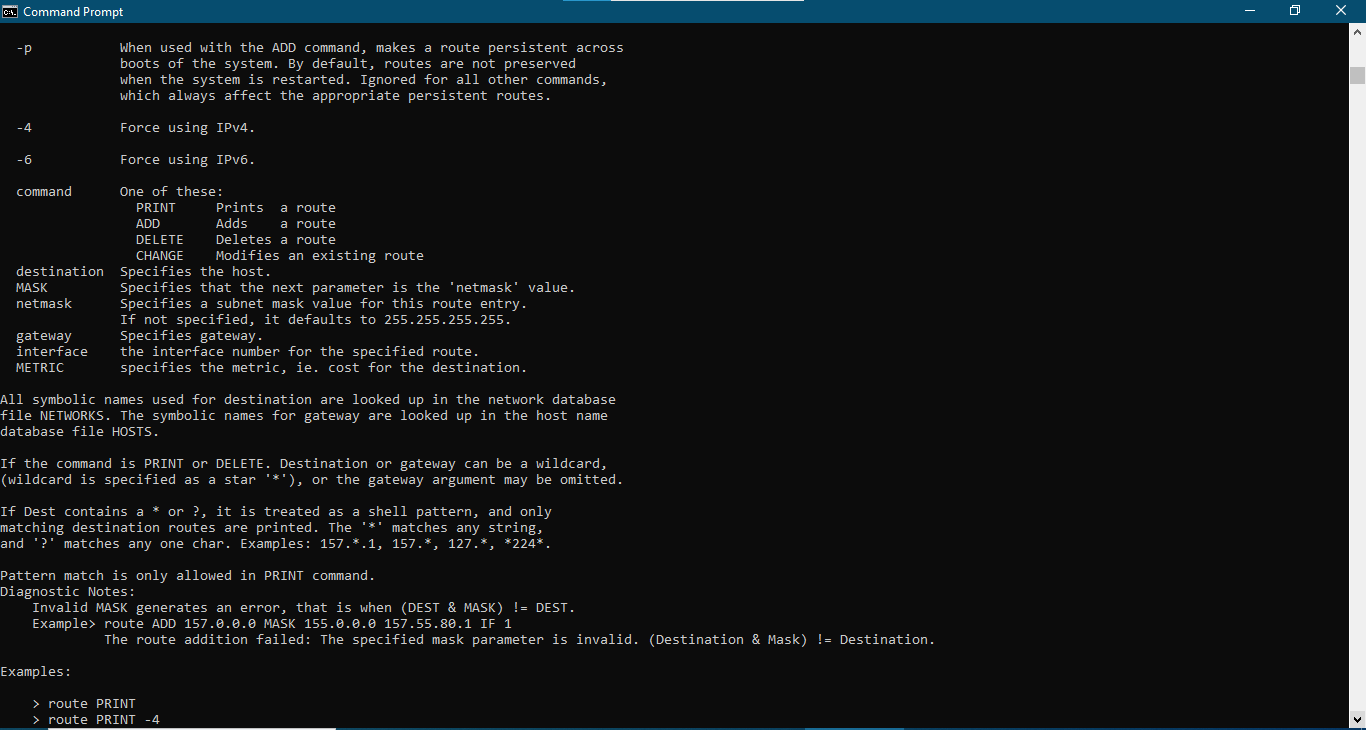 Command Prompt
-p When used with the ADD command, makes a route persistent across
boots of the system. By default, routes are not preserved
when the system is restarted. Ignored for all other commands,
which always affect the appropriate persistent routes.
-4 Force using IPv4.
-6 Force using IPv6.
command One of these:
PRINT Prints a route
ADD Adds a route
DELETE Deletes a route
CHANGE Modifies an existing route
destination Specifies the host.
MASK Specifies that the next parameter is the 'netmask' value.
netmask Specifies a subnet mask value for this route entry.
If not specified, it defaults to 255.255.255.255.
gateway Specifies gateway.
interface the interface number for the specified route.
METRIC specifies the metric, ie. cost for the destination.
All symbolic names used for destination are looked up in the network database
file NETWORKS. The symbolic names for gateway are looked up in the host name
database file HOSTS.
If the command is PRINT or DELETE. Destination or gateway can be a wildcard,
(wildcard is specified as a star '*'), or the gateway argument may be omitted.
If Dest contains a * or ?, it is treated as a shell pattern, and only
matching destination routes are printed. The '*' matches any string,
and '?' matches any one char. Examples: 157.*.1, 157.*, 127.*, *224*.
Pattern match is only allowed in PRINT command.
Diagnostic Notes:
Invalid MASK generates an error, that is when (DEST & MASK) != DEST.
Example> route ADD 157.0.0.0 MASK 155.0.0.0 157.55.80.1 IF 1
The route addition failed: The specified mask parameter is invalid. (Destination & Mask) != Destination.
Examples:
> route PRINT
> route PRINT -4